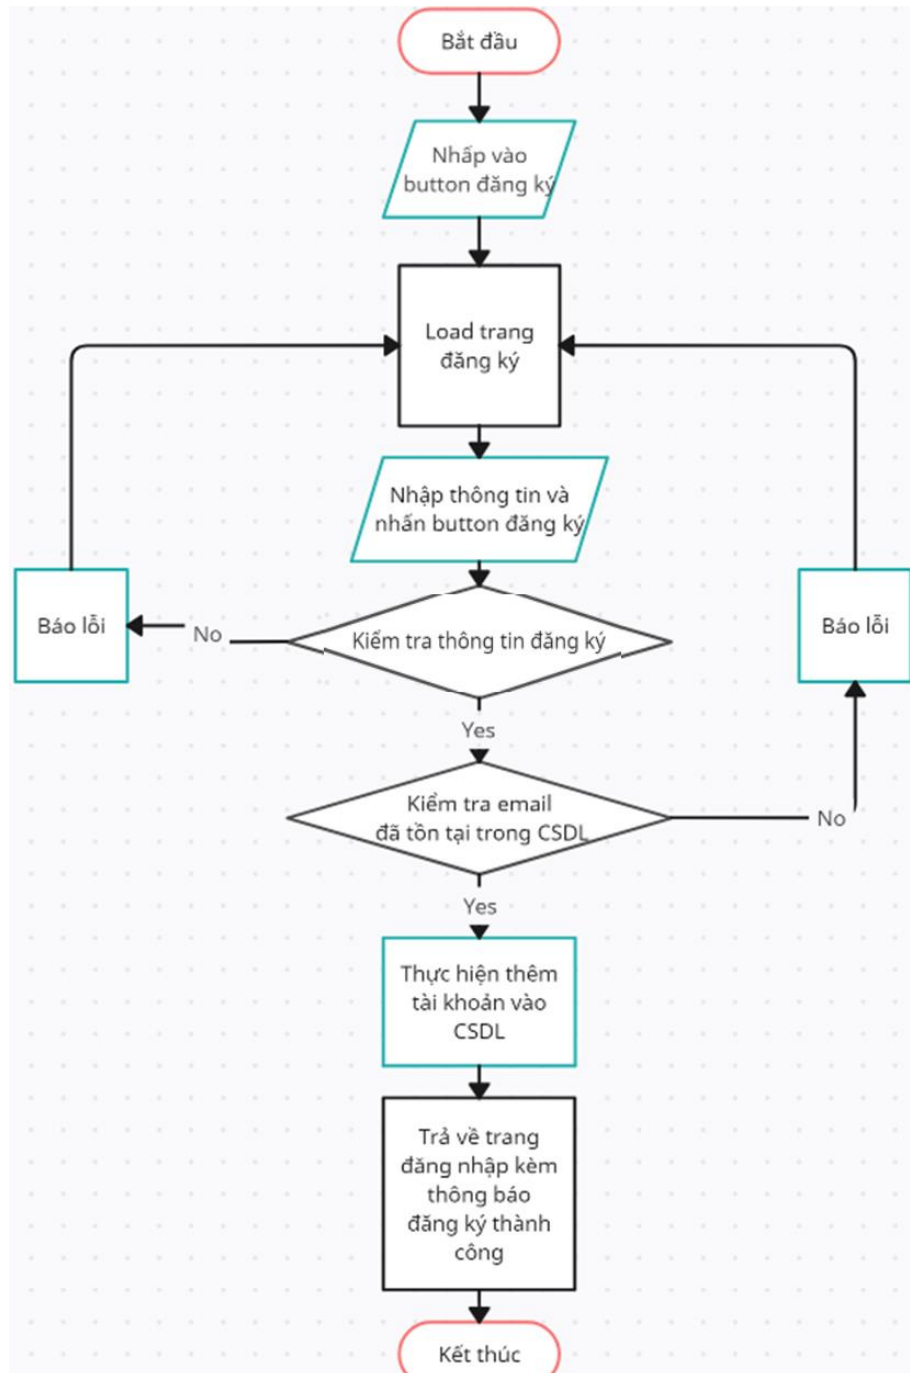 Bắt đầu
Nhấp vào
button đăng ký
Load trang
đăng ký
Nhập thông tin và
nhấn button đăng ký
Báo lỗi
No
Kiểm tra thông tin đăng ký
Báo lỗi
Yes
Kiểm tra email
đã tồn tại trong CSDL
No
Yes
Thực hiện thêm
tài khoản vào
CSDL
Trả về trang
đăng nhập kèm
thông báo
đăng ký thành
công
Kết thúc